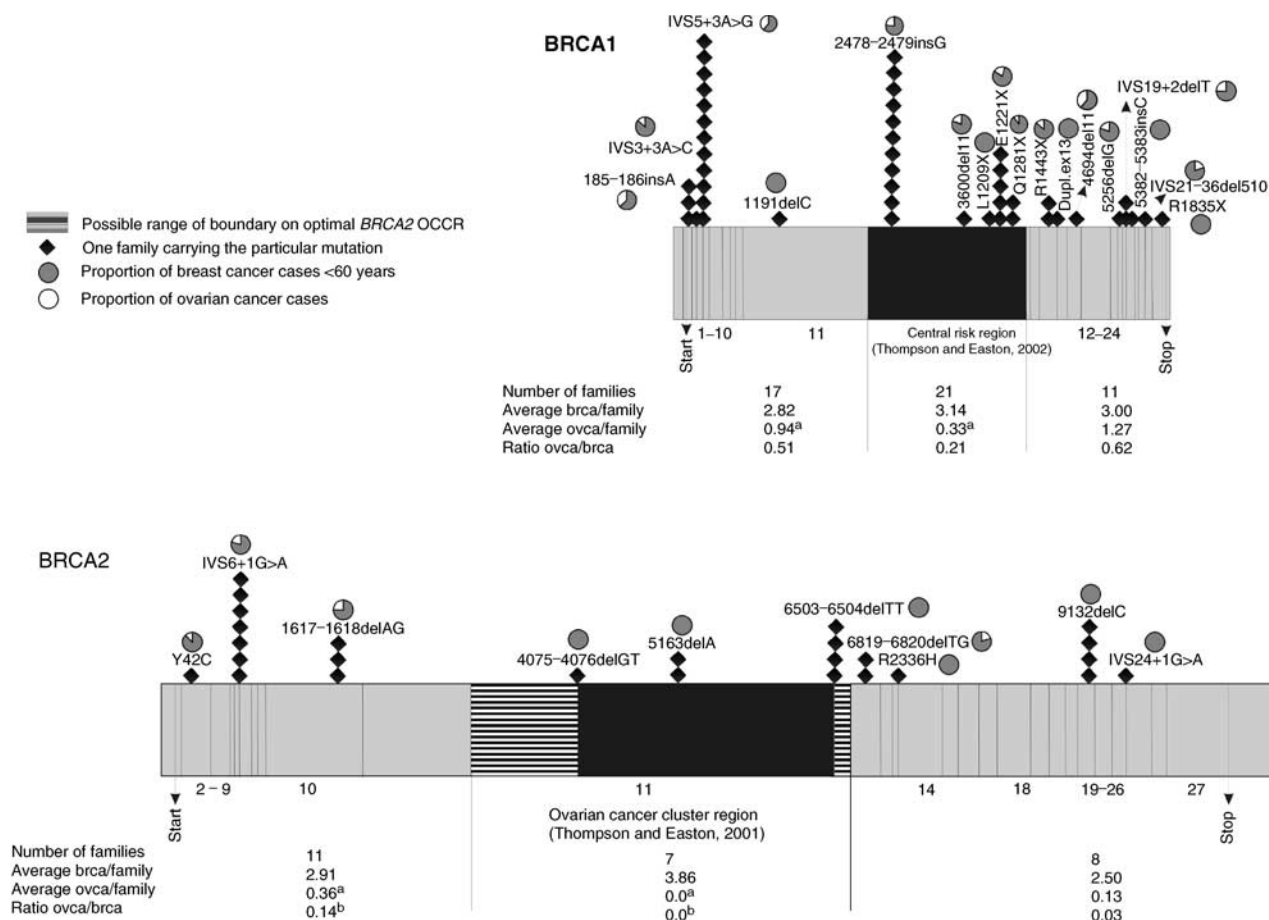 BRCA1
IVS5+3A>G
2478–2479insG
IVS3+3A>C
185–186insA
1191delC
3600del11
L1209X
E1221X
Q1281X
R1443X
Dupl.ex13
4694del11
5256delG
IVS19+2delT
5382–5383insC
IVS21–36del510
R1835X
Possible range of boundary on optimal BRCA2 OCCR
One family carrying the particular mutation
Proportion of breast cancer cases <60 years
Proportion of ovarian cancer cases
Start
1–10
11
Central risk region
(Thompson and Easton, 2002)
12–24
Stop
Number of families 17 21 11
Average brca/family 2.82 3.14 3.00
Average ovca/family 0.94a 0.33a 1.27
Ratio ovca/brca 0.51 0.21 0.62
BRCA2
Y42C
IVS6+1G>A
1617–1618delAG
4075–4076delGT
5163delA
6503–6504delTT
6819–6820delTG
R2336H
9132delC
IVS24+1G>A
Start
2–9
10
11
14
18
19–26
27
Stop
Ovarian cancer cluster region
(Thompson and Easton, 2001)
Number of families 11 7 8
Average brca/family 2.91 3.86 2.50
Average ovca/family 0.36a 0.0a 0.13
Ratio ovca/brca 0.14b 0.0b 0.03